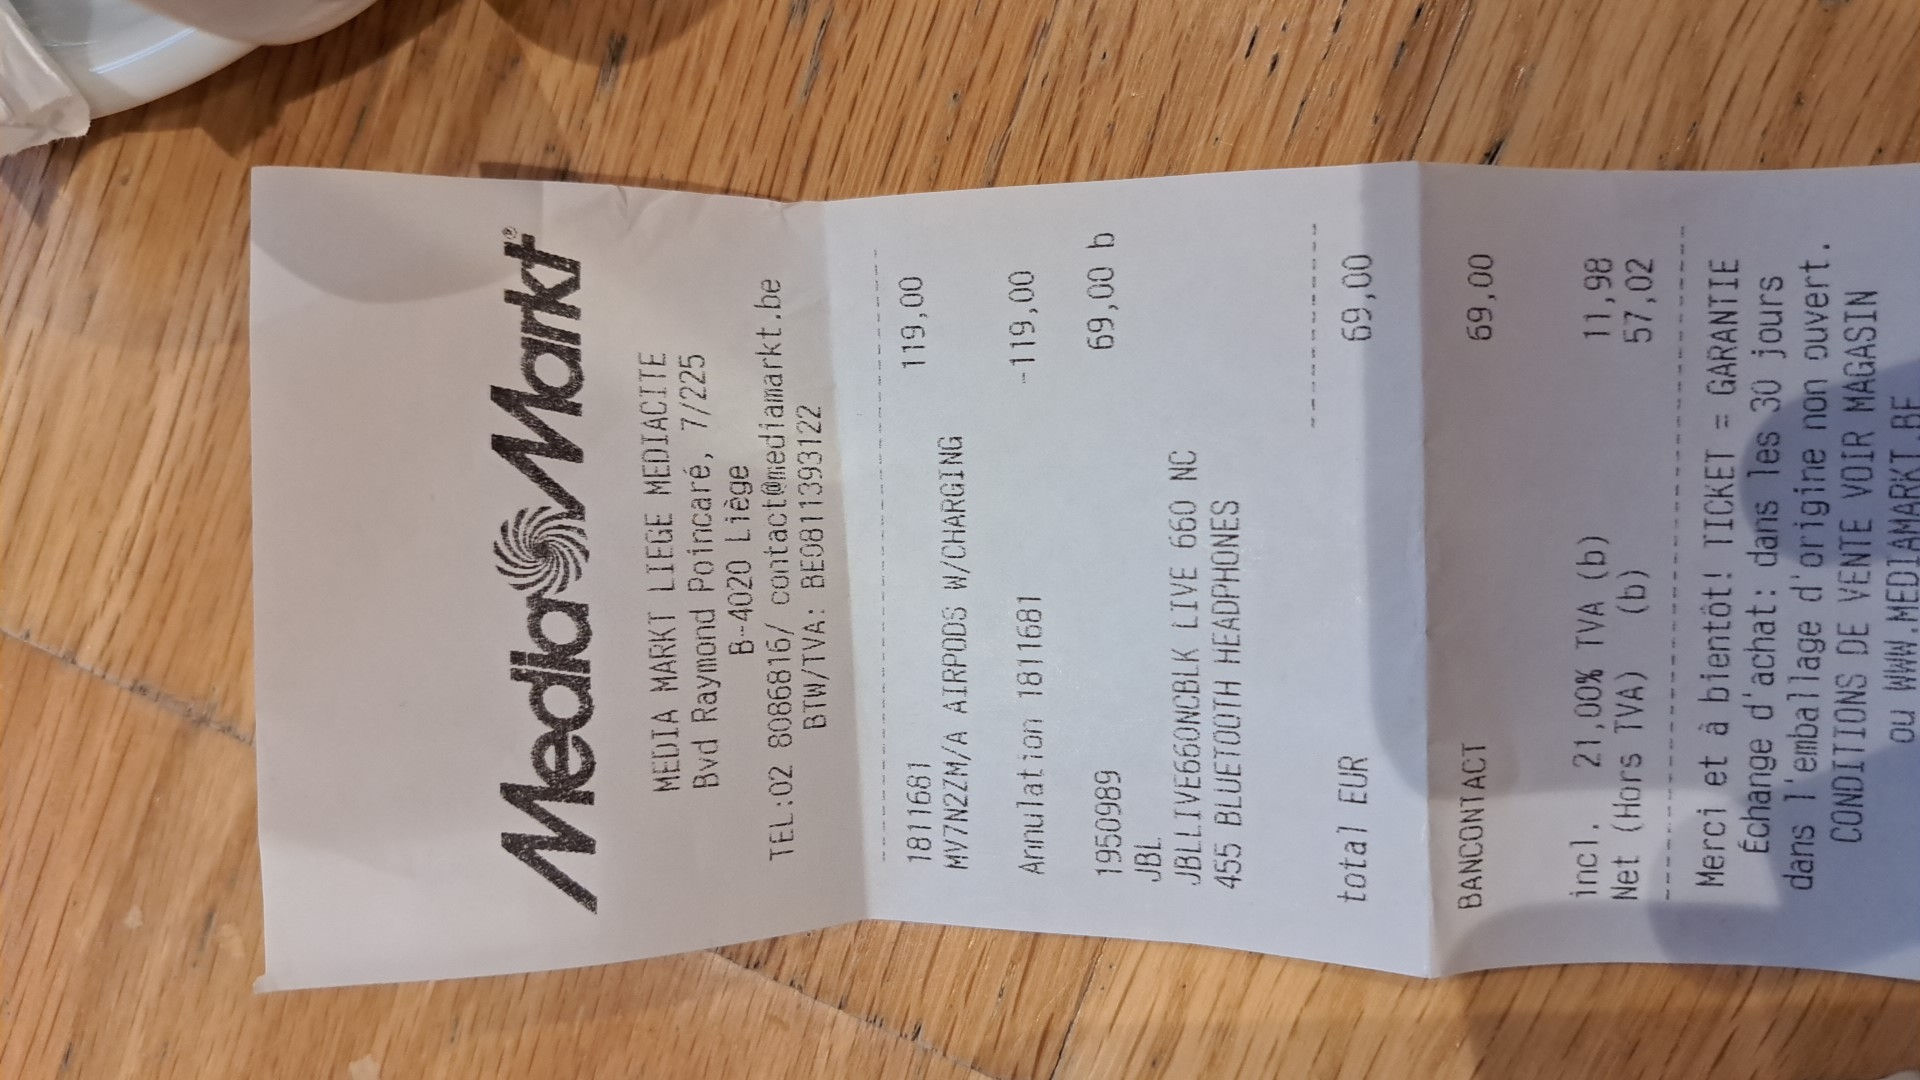 MediaMarkt®
MEDIA MARKT LIEGE MEDIACITE
Bvd Raymond Poincaré, 7/225
B-4020 Liège
TEL:02 8086816/ contact@mediamarkt.be
BTW/TVA: BE0811393122
1811681 119,00
MV7N2ZM/A AIRPODS W/CHARGING
Annulation 1811681 -119,00
1950989 69,00 b
JBL
JBLLIVE660NCBLK LIVE 660 NC
455 BLUETOOTH HEADPHONES
total EUR 69,00
BANCONTACT 69,00
incl. 21,00% TVA (b) 11,98
Net (Hors TVA) (b) 57,02
Merci et à bientôt! TICKET = GARANTIE
Échange d'achat: dans les 30 jours
dans l'emballage d'origine non ouvert.
CONDITIONS DE VENTE VOIR MAGASIN
ou WWW.MEDIAMARKT.BE